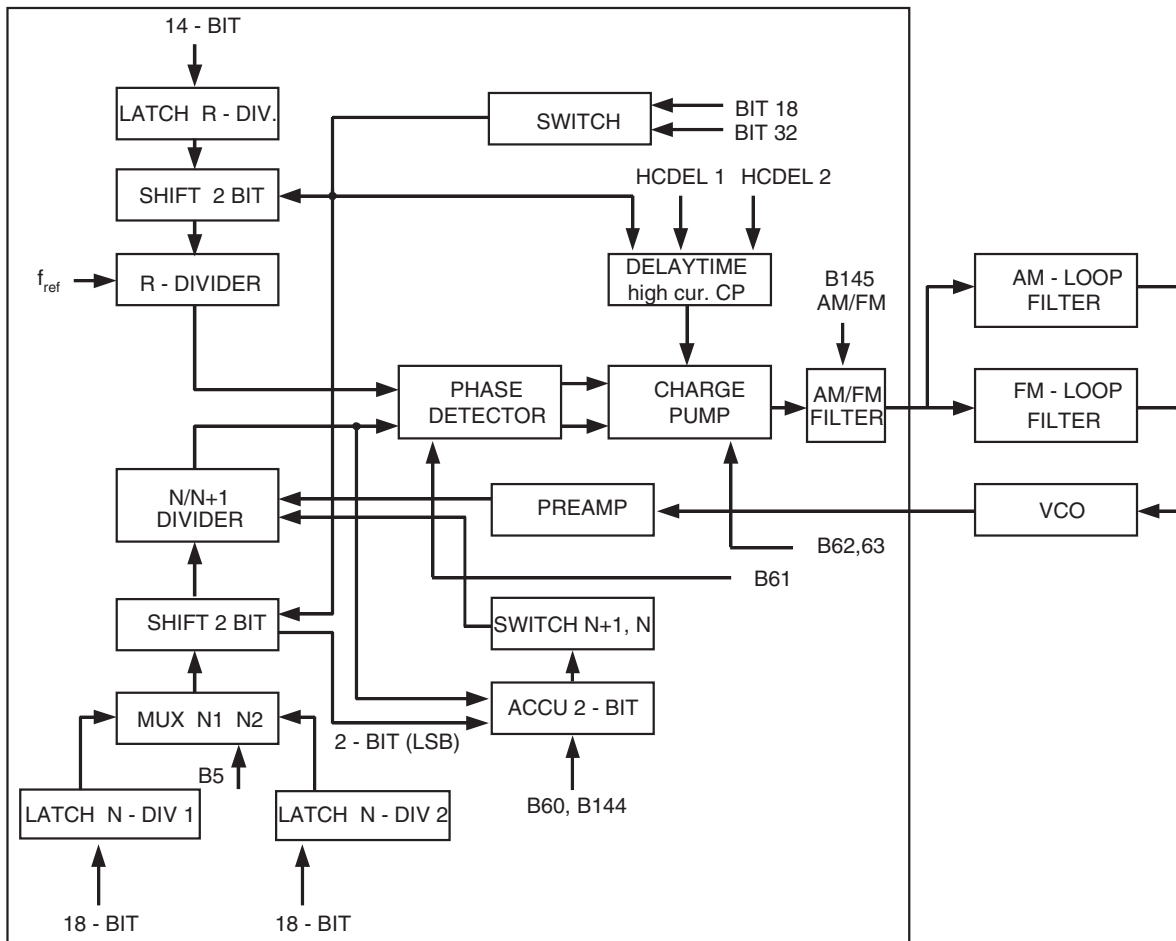 14 - BIT
LATCH R - DIV.
SWITCH
BIT 18
BIT 32
SHIFT 2 BIT
HCDEL 1
HCDEL 2
fref
R - DIVIDER
DELAYTIME
high cur. CP
B145
AM/FM
AM - LOOP
FILTER
PHASE
DETECTOR
CHARGE
PUMP
AM/FM
FILTER
FM - LOOP
FILTER
N/N+1
DIVIDER
PREAMP
VCO
B62,63
B61
SHIFT 2 BIT
SWITCH N+1, N
MUX N1 N2
ACCU 2 - BIT
2 - BIT (LSB)
B5
LATCH N - DIV 1
LATCH N - DIV 2
B60, B144
18 - BIT
18 - BIT